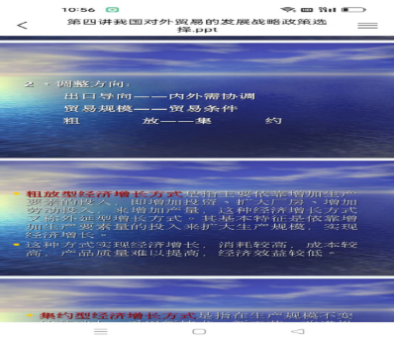 10:56
第四讲我国对外贸易的发展战略政策选
择.ppt
2、调整方向:
出口导向——内外需协调
贸易规模——贸易条件
粗 放——集 约
粗放型经济增长方式是指主要依靠增加生产
要素的投入,即增加投资、扩大厂房、增加
劳动投入,来增加产量,这种经济增长方式
又称外延型增长方式。其基本特征是依靠增
加生产要素量的投入来扩大生产规模,实现
经济增长。
这种方式实现经济增长,消耗较高,成本较
高,产品质量难以提高,经济效益较低。
集约型经济增长方式是指在生产规模不变